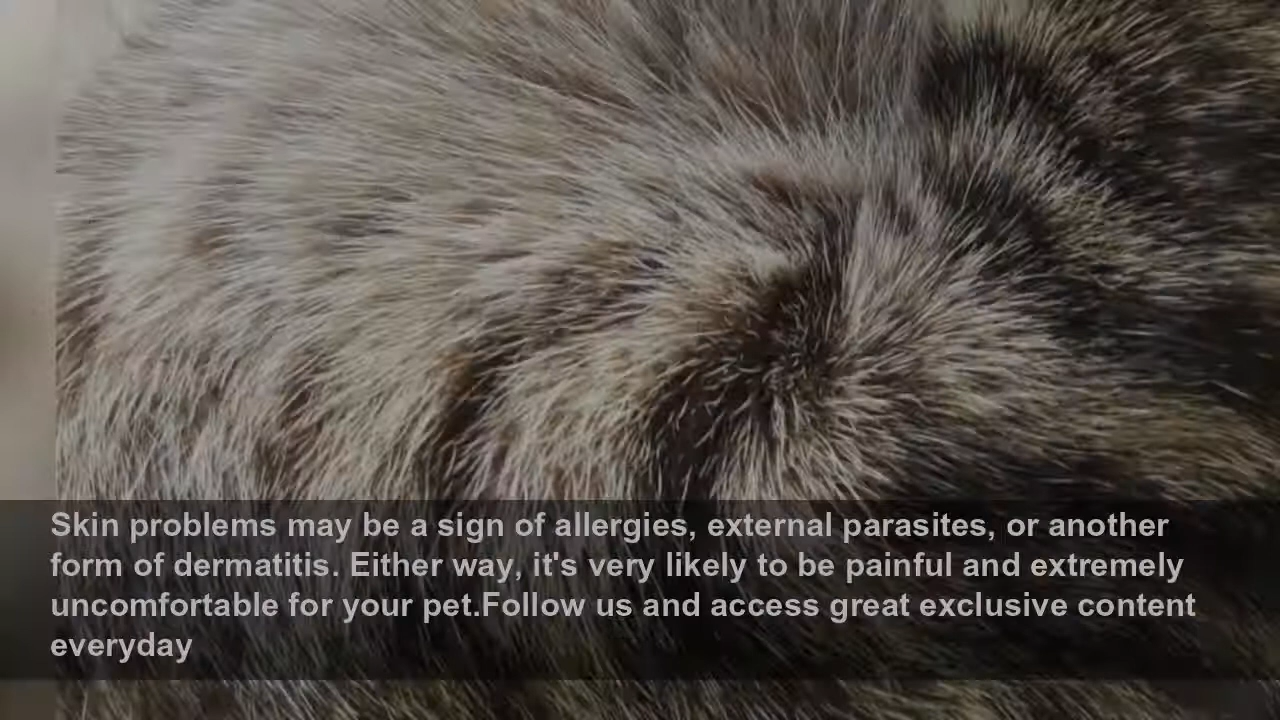 Skin problems may be a sign of allergies, external parasites, or another
form of dermatitis. Either way, it's very likely to be painful and extremely
uncomfortable for your pet.Follow us and access great exclusive content
everyday